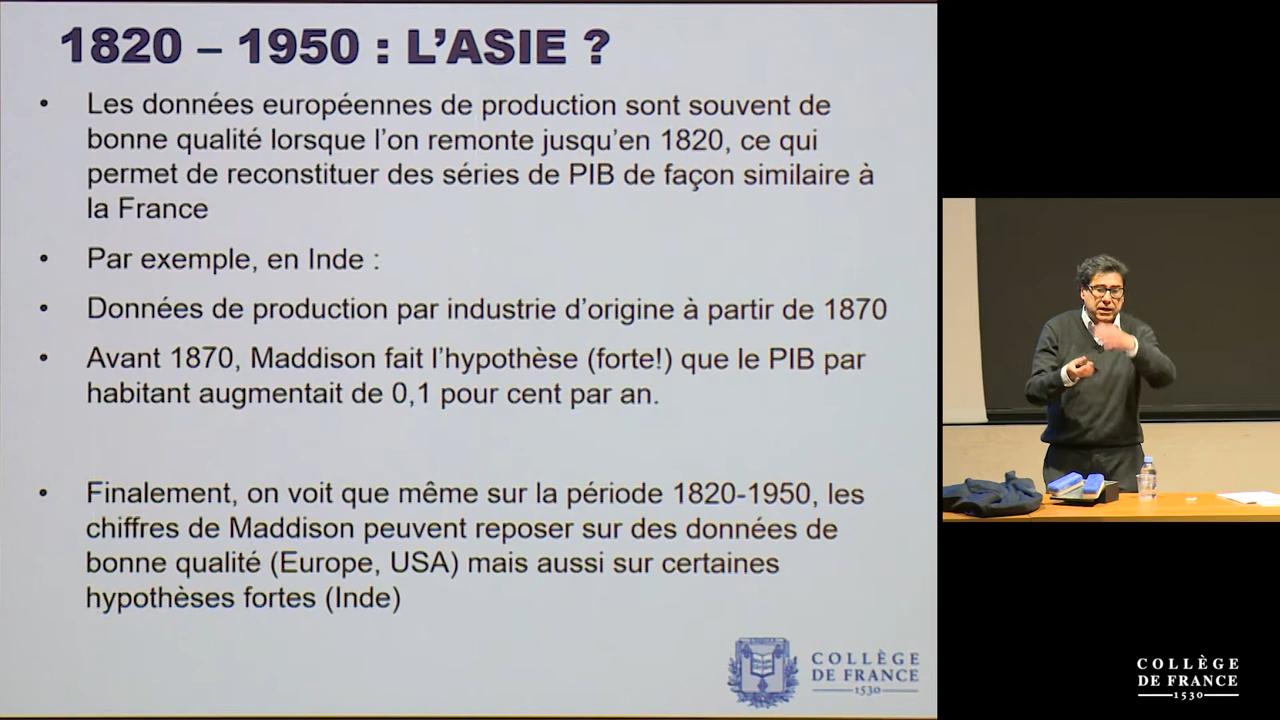 1820 – 1950 : L'ASIE ?
• Les données européennes de production sont souvent de
bonne qualité lorsque l'on remonte jusqu'en 1820, ce qui
permet de reconstituer des séries de PIB de façon similaire à
la France
• Par exemple, en Inde :
• Données de production par industrie d'origine à partir de 1870
• Avant 1870, Maddison fait l'hypothèse (forte!) que le PIB par
habitant augmentait de 0,1 pour cent par an.
• Finalement, on voit que même sur la période 1820-1950, les
chiffres de Maddison peuvent reposer sur des données de
bonne qualité (Europe, USA) mais aussi sur certaines
hypothèses fortes (Inde)
COLLÈGE
DE FRANCE
1530
COLLÈGE
DE FRANCE
1530